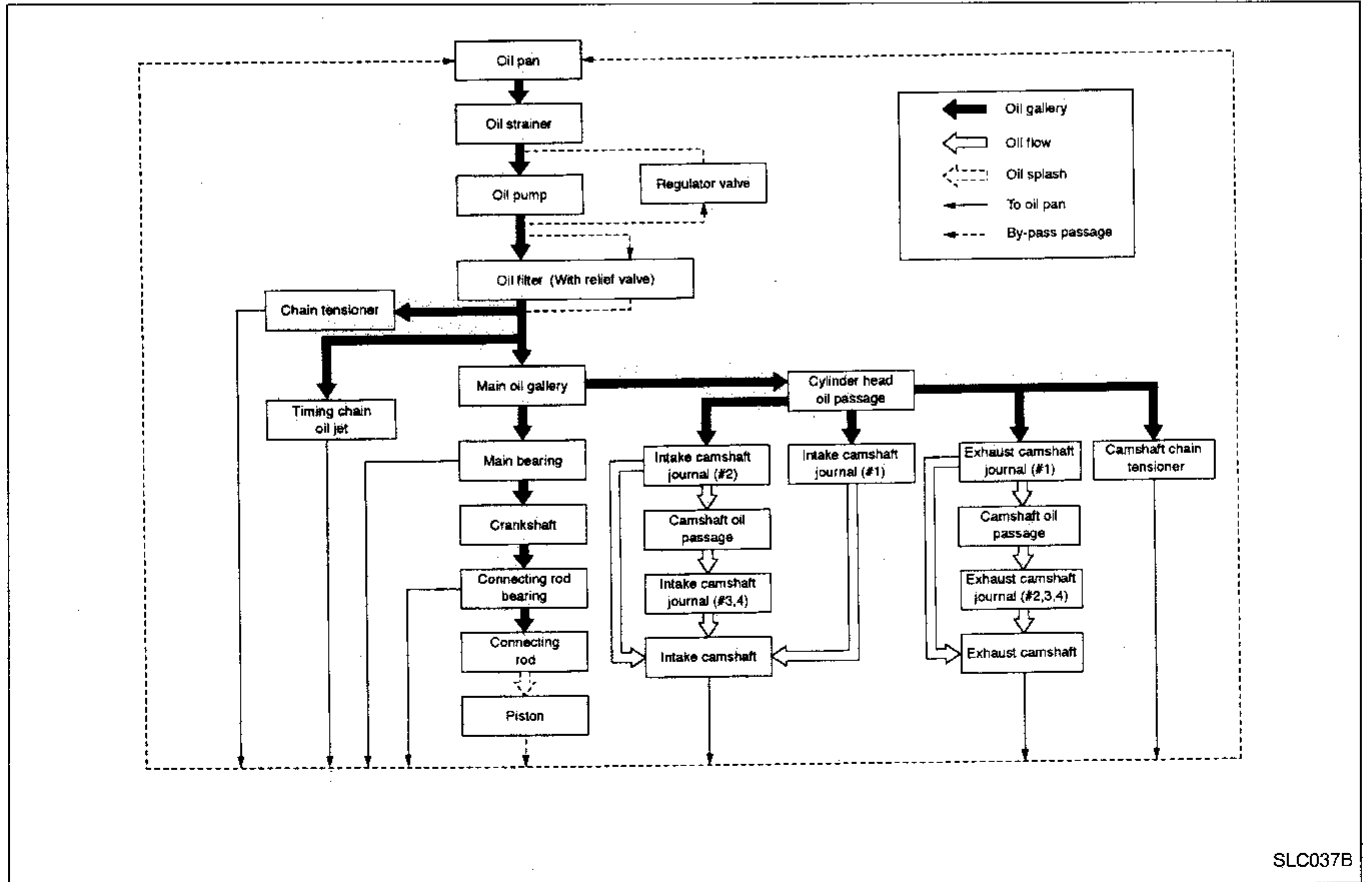 Oil pan
Oil strainer
Oil gallery
Oil flow
Oil splash
To oil pan
By-pass passage
Oil pump
Regulator valve
Oil filter (With relief valve)
Chain tensioner
Main oil gallery
Cylinder head
oil passage
Timing chain
oil jet
Main bearing
Intake camshaft
journal (#2)
Intake camshaft
journal (#1)
Exhaust camshaft
journal (#1)
Camshaft chain
tensioner
Crankshaft
Camshaft oil
passage
Camshaft oil
passage
Connecting rod
bearing
Intake camshaft
journal (#3,4)
Exhaust camshaft
journal (#2,3,4)
Connecting
rod
Intake camshaft
Exhaust camshaft
Piston
SLC037B